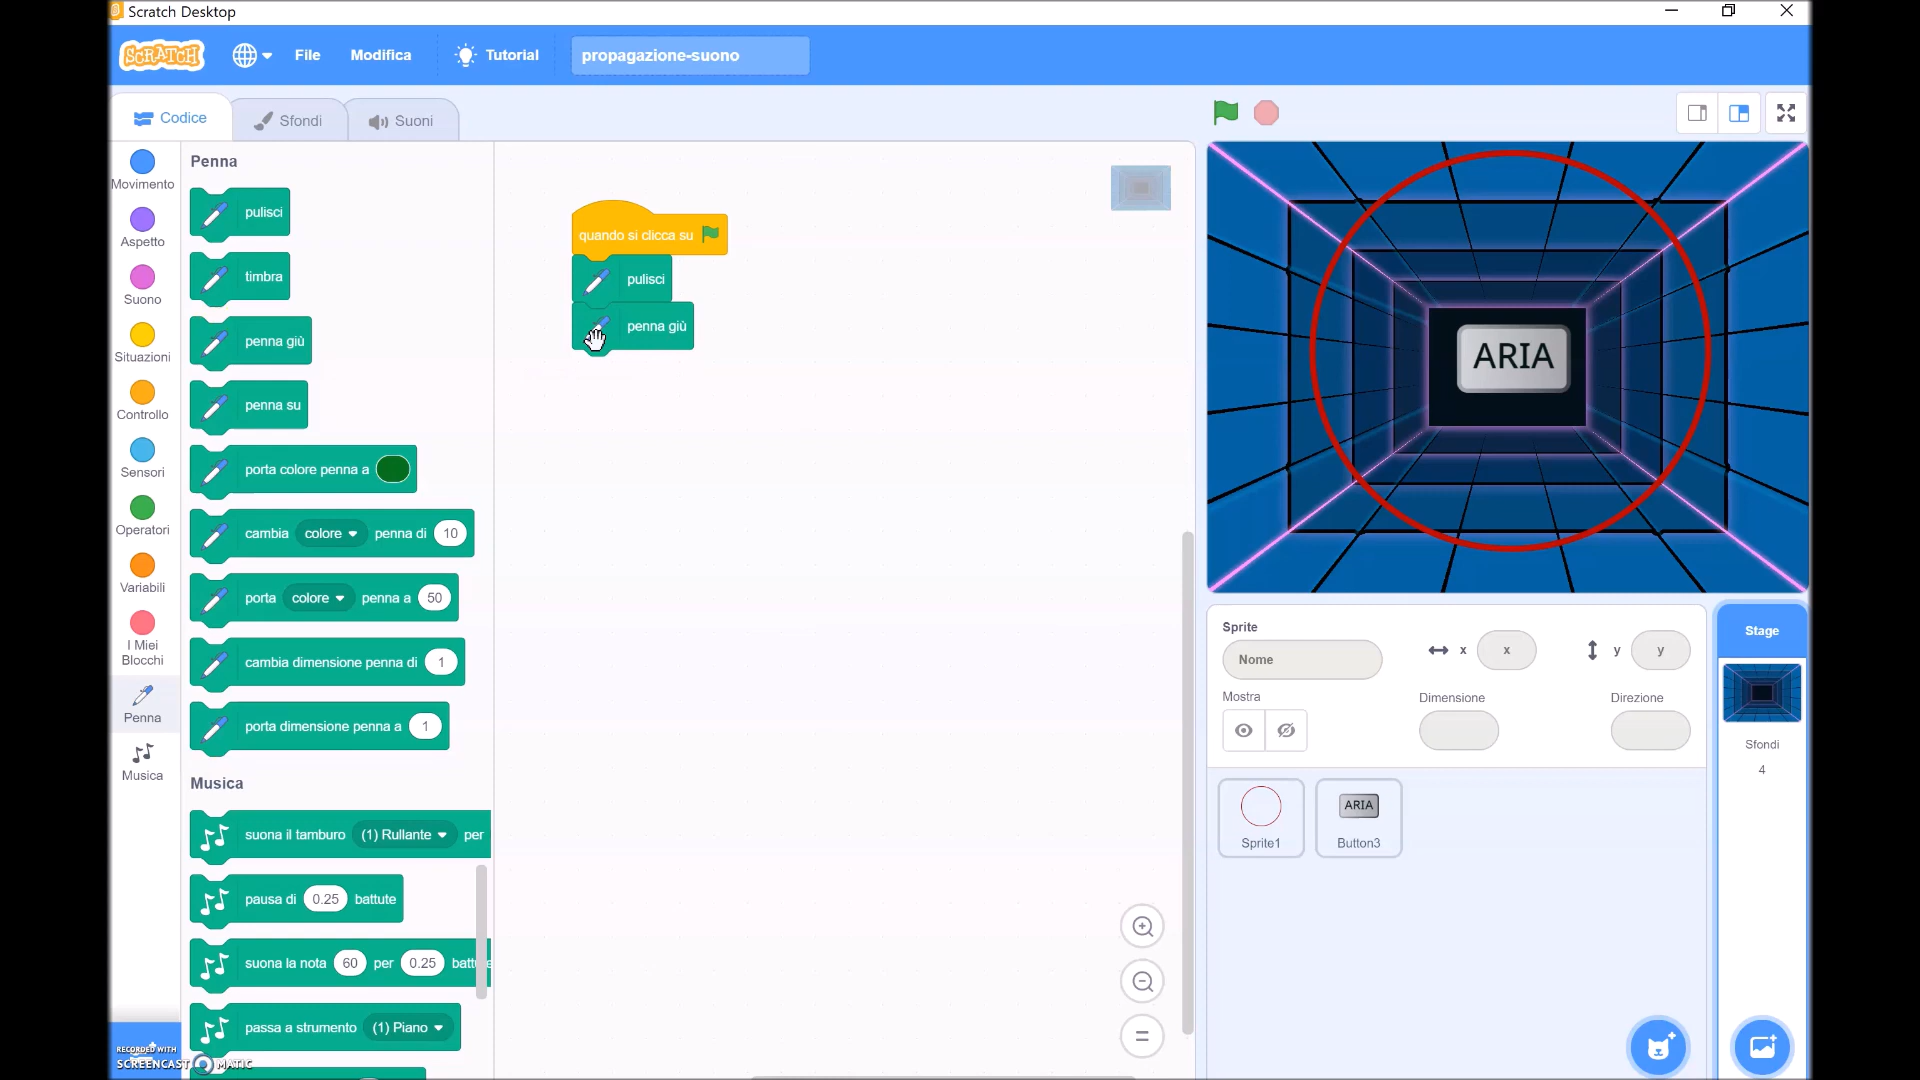 Scratch Desktop
SCRATCH
File
Modifica
Tutorial
propagazione-suono
Codice
Sfondi
Suoni
Movimento
Aspetto
Suono
Situazioni
Controllo
Sensori
Operatori
Variabili
I Miei
Blocchi
Penna
Musica
Penna
pulisci
timbra
penna giù
penna su
porta colore penna a
cambia colore penna di 10
porta colore penna a 50
cambia dimensione penna di 1
porta dimensione penna a 1
Musica
suona il tamburo (1) Rullante per
pausa di 0.25 battute
suona la nota 60 per 0.25
passa a strumento (1) Piano
quando si clicca su
pulisci
penna giù
ARIA
Sprite
Nome
x x
y y
Mostra
Dimensione
Direzione
Sprite1
ARIA
Button3
Stage
Sfondi
4
RECORDED WITH
SCREENCAST MATIC